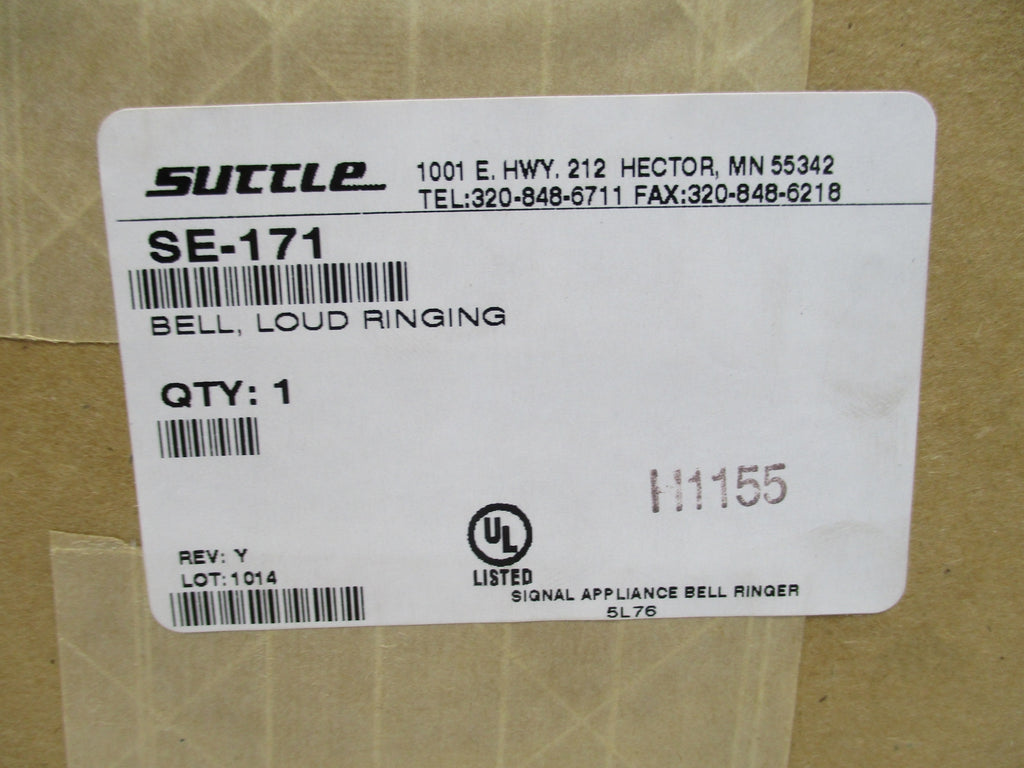 SUTTLE 1001 E. HWY. 212 HECTOR, MN 55342
TEL:320-848-6711 FAX:320-848-6218
SE-171
BELL, LOUD RINGING
QTY: 1
H1155
REV: Y
LOT:1014
UL
LISTED
SIGNAL APPLIANCE BELL RINGER
5L76